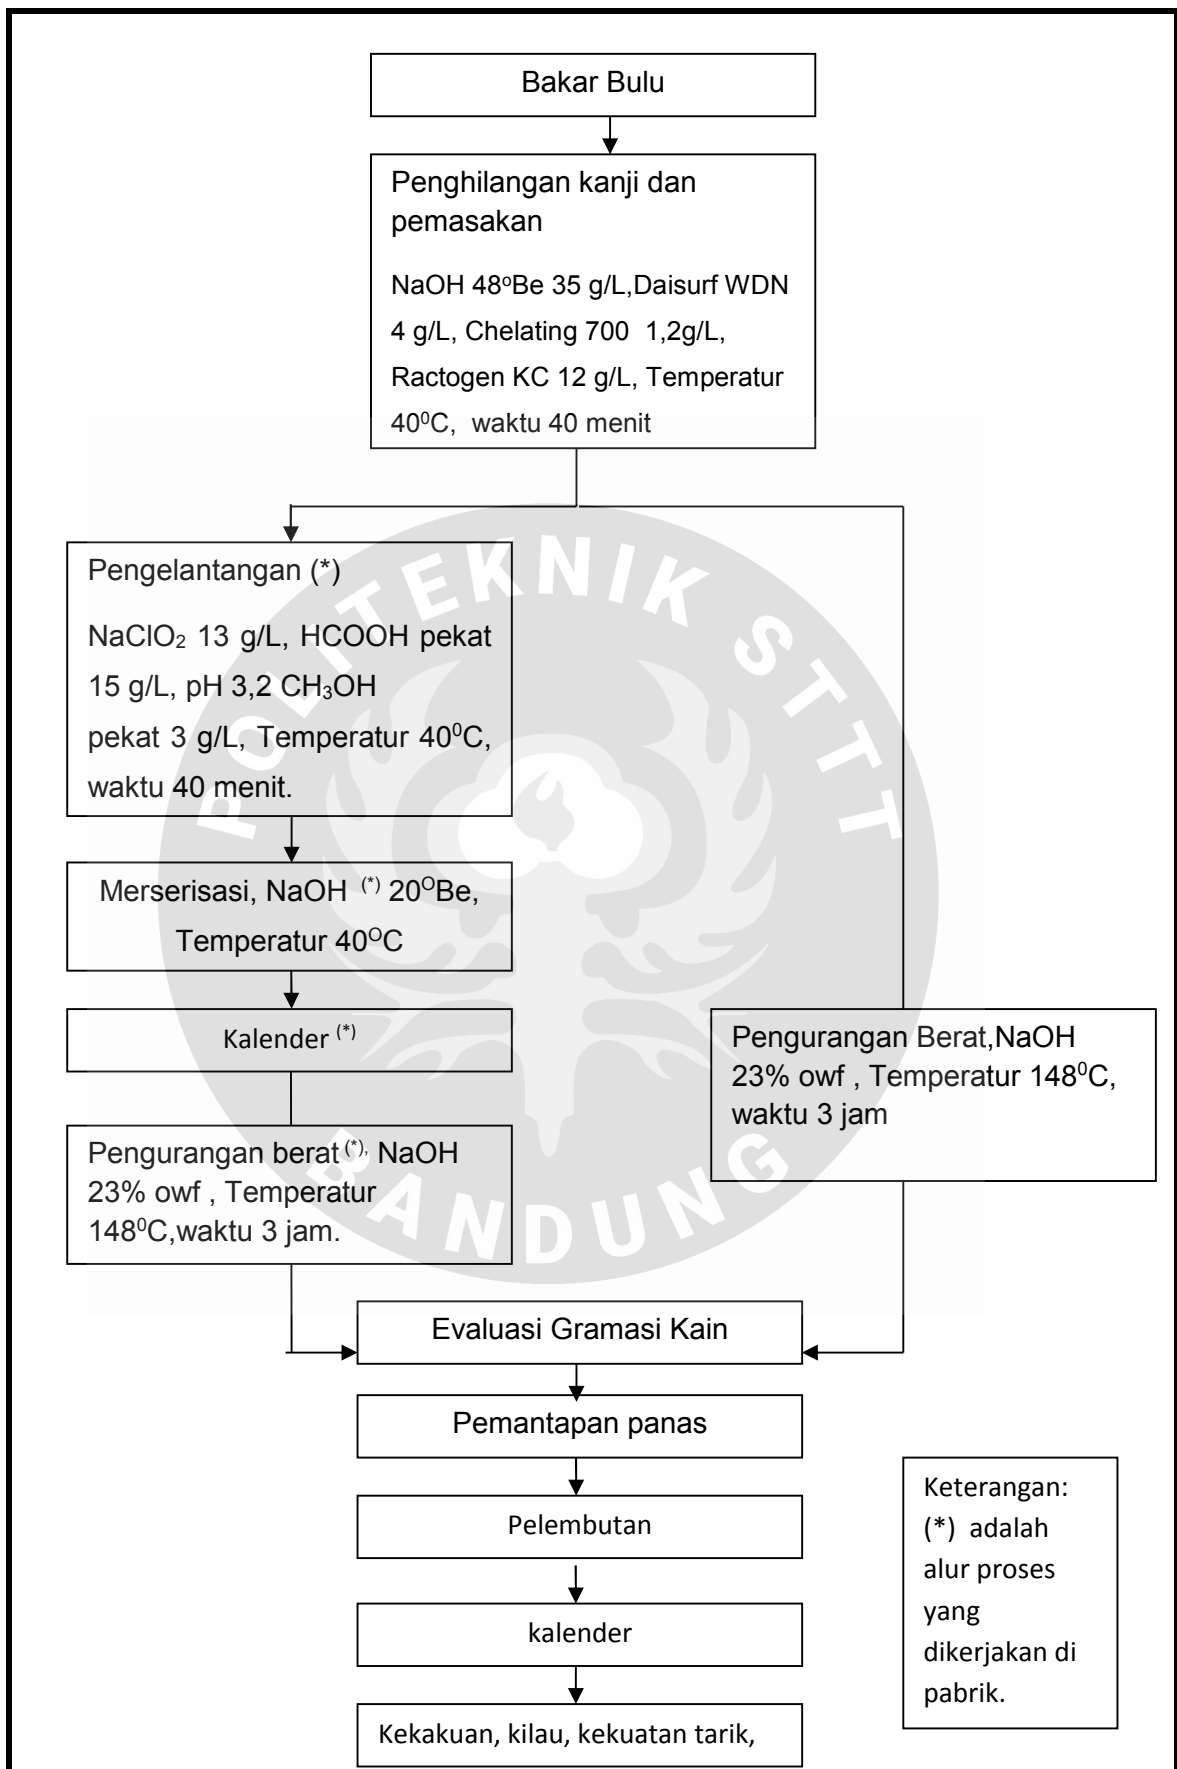 Bakar Bulu
Penghilangan kanji dan
pemasakan
NaOH 48⁰Be 35 g/L,Daisurf WDN
4 g/L, Chelating 700 1,2g/L,
Ractogen KC 12 g/L, Temperatur
40⁰C, waktu 40 menit
Pengelantangan (*)
NaClO₂ 13 g/L, HCOOH pekat
15 g/L, pH 3,2 CH₃OH
pekat 3 g/L, Temperatur 40⁰C,
waktu 40 menit.
Merserisasi, NaOH (*) 20ᴼBe,
Temperatur 40ᴼC
Kalender (*)
Pengurangan berat (*), NaOH
23% owf , Temperatur
148⁰C,waktu 3 jam.
Pengurangan Berat,NaOH
23% owf , Temperatur 148⁰C,
waktu 3 jam
Evaluasi Gramasi Kain
Pemantapan panas
Pelembutan
kalender
Kekakuan, kilau, kekuatan tarik,
Keterangan:
(*) adalah
alur proses
yang
dikerjakan di
pabrik.
POLITEKNIK STTT
BANDUNG